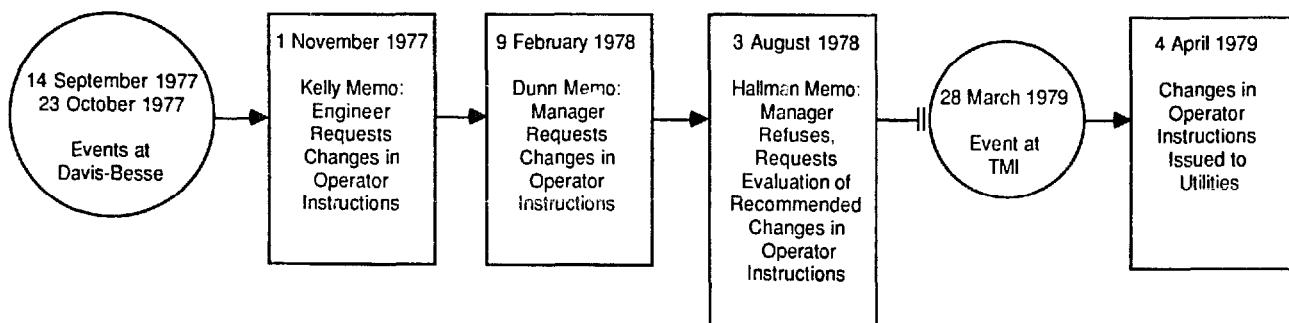 14 September 1977
23 October 1977
Events at
Davis-Besse
1 November 1977
Kelly Memo:
Engineer
Requests
Changes in
Operator
Instructions
9 February 1978
Dunn Memo:
Manager
Requests
Changes in
Operator
Instructions
3 August 1978
Hallman Memo:
Manager
Refuses,
Requests
Evaluation of
Recommended
Changes in
Operator
Instructions
28 March 1979
Event at
TMI
4 April 1979
Changes in
Operator
Instructions
Issued to
Utilities